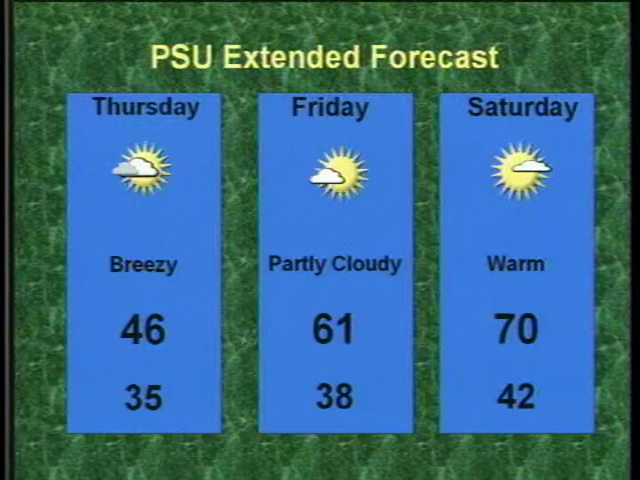 PSU Extended Forecast
Thursday
Friday
Saturday
Breezy
Partly Cloudy
Warm
46
61
70
35
38
42